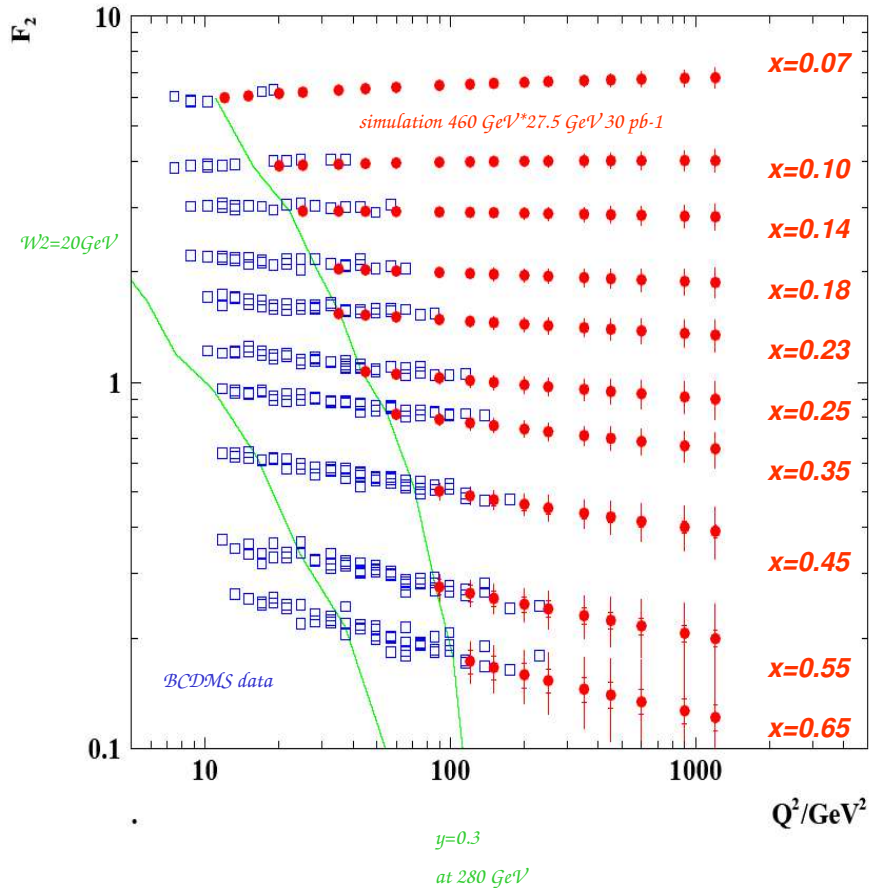 10
F2
x=0.07
simulation 460 GeV*27.5 GeV 30 pb-1
x=0.10
x=0.14
W2=20GeV
x=0.18
x=0.23
1
x=0.25
x=0.35
x=0.45
BCDMS data
x=0.55
x=0.65
0.1
10 100 1000
Q²/GeV²
.
y=0.3
at 280 GeV